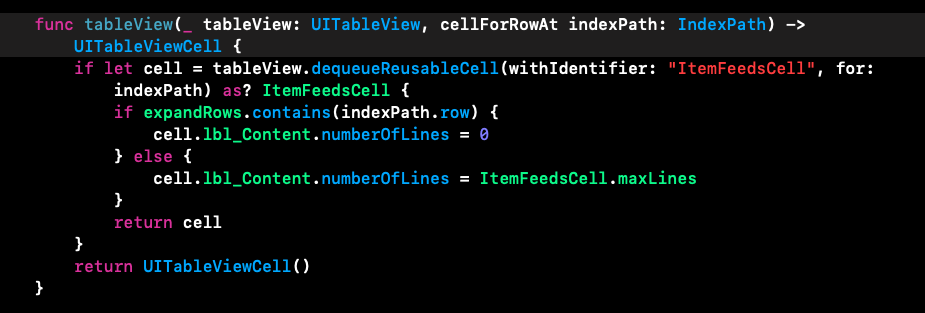 func tableView(_ tableView: UITableView, cellForRowAt indexPath: IndexPath) ->
    UITableViewCell {
    if let cell = tableView.dequeueReusableCell(withIdentifier: "ItemFeedsCell", for:
        indexPath) as? ItemFeedsCell {
        if expandRows.contains(indexPath.row) {
            cell.lbl_Content.numberOfLines = 0
        } else {
            cell.lbl_Content.numberOfLines = ItemFeedsCell.maxLines
        }
        return cell
    }
    return UITableViewCell()
}